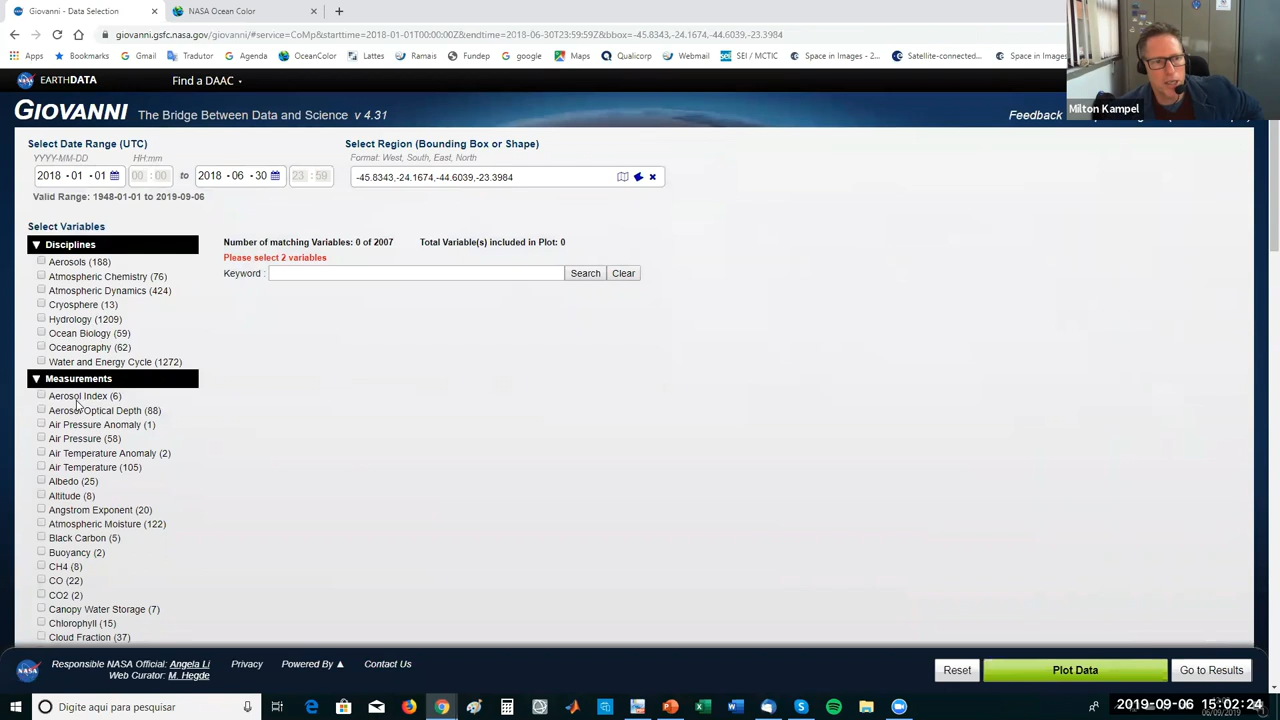 Giovanni - Data Selection
NASA Ocean Color
giovanni.gsfc.nasa.gov/giovanni/#service=CoMp&starttime=2018-01-01T00:00:00Z&endtime=2018-06-30T23:59:59Z&bbox=-45.8343,-24.1674,-44.6039,-23.3984
Apps
Bookmarks
Gmail
Tradutor
Agenda
OceanColor
Lattes
Ramais
Fundep
google
Maps
Qualicorp
Webmail
SEI / MCTIC
Space in Images - 2...
Satellite-connected...
Space in Images -
Milton Kampel
EARTHDATA
Find a DAAC
GIOVANNI The Bridge Between Data and Science v 4.31
Feedback
Select Date Range (UTC)
YYYY-MM-DD HH:mm
2018 - 01 - 01 00 : 00 to 2018 - 06 - 30 23 : 59
Valid Range: 1948-01-01 to 2019-09-06
Select Region (Bounding Box or Shape)
Format: West, South, East, North
-45.8343,-24.1674,-44.6039,-23.3984
Select Variables
Disciplines
Aerosols (188)
Atmospheric Chemistry (76)
Atmospheric Dynamics (424)
Cryosphere (13)
Hydrology (1209)
Ocean Biology (59)
Oceanography (62)
Water and Energy Cycle (1272)
Measurements
Aerosol Index (6)
Aerosol Optical Depth (88)
Air Pressure Anomaly (1)
Air Pressure (58)
Air Temperature Anomaly (2)
Air Temperature (105)
Albedo (25)
Altitude (8)
Angstrom Exponent (20)
Atmospheric Moisture (122)
Black Carbon (5)
Buoyancy (2)
CH4 (8)
CO (22)
CO2 (2)
Canopy Water Storage (7)
Chlorophyll (15)
Cloud Fraction (37)
Number of matching Variables: 0 of 2007 Total Variable(s) included in Plot: 0
Please select 2 variables
Keyword : Search Clear
Responsible NASA Official: Angela Li
Web Curator: M. Hegde
Privacy
Powered By ▲
Contact Us
Reset
Plot Data
Go to Results
Digite aqui para pesquisar
2019-09-06 15:02:24
06/09/2019